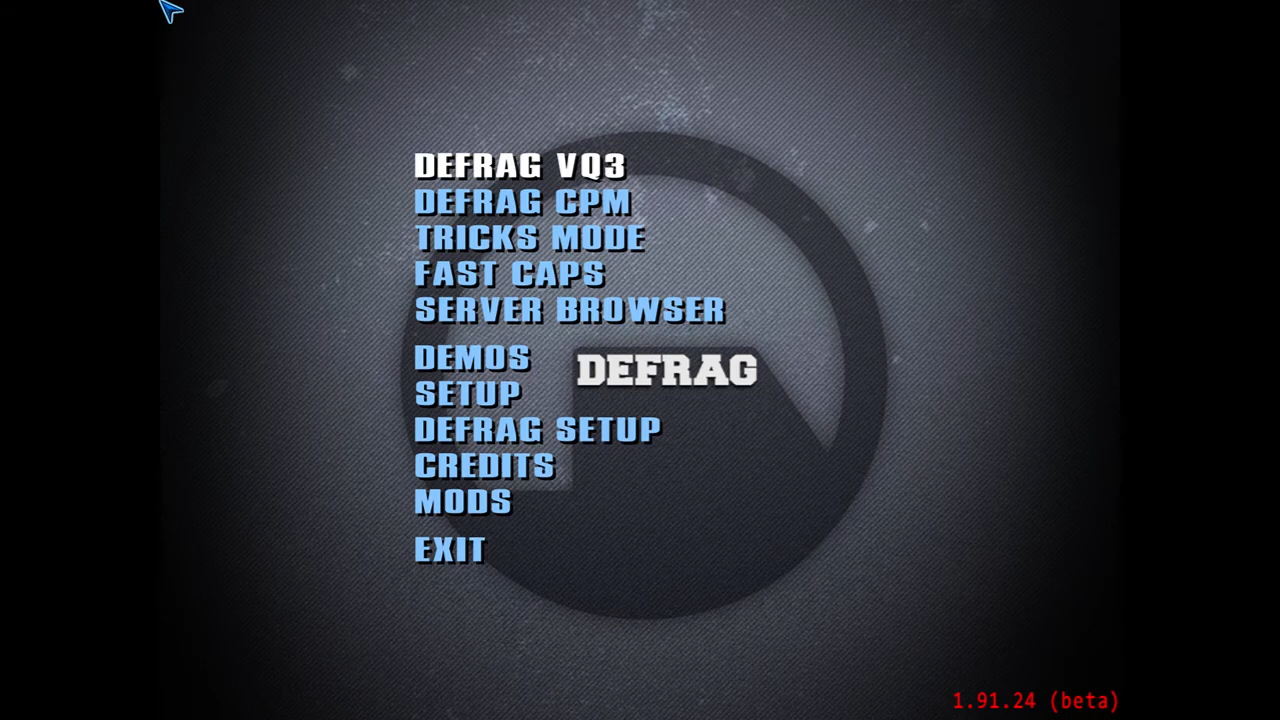 DEFRAG VQ3
DEFRAG CPM
TRICKS MODE
FAST CAPS
SERVER BROWSER
DEMOS
DEFRAG
SETUP
DEFRAG SETUP
CREDITS
MODS
EXIT
1.91.24 (beta)